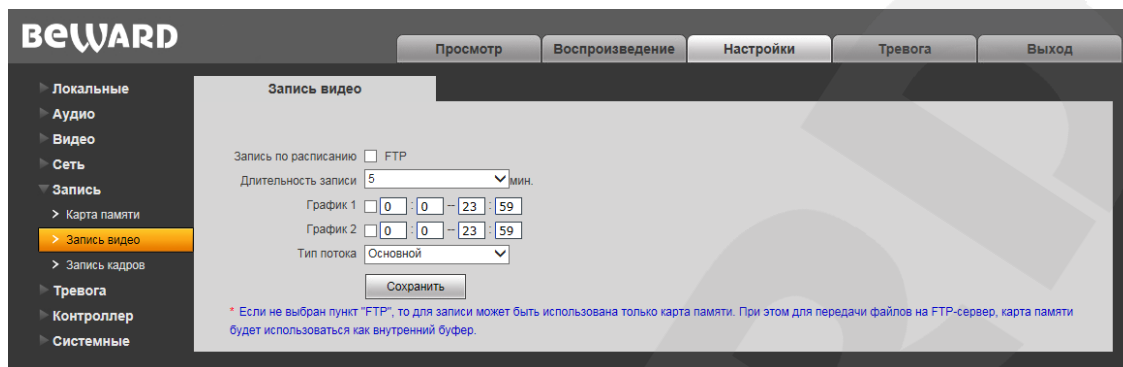 BEWARD
Просмотр Воспроизведение Настройки Тревога Выход
Локальные
Аудио
Видео
Сеть
Запись
> Карта памяти
> Запись видео
> Запись кадров
Тревога
Контроллер
Системные
Запись видео
Запись по расписанию FTP
Длительность записи 5 мин.
График 1 0 : 0 – 23 : 59
График 2 0 : 0 – 23 : 59
Тип потока Основной
Сохранить
* Если не выбран пункт "FTP", то для записи может быть использована только карта памяти. При этом для передачи файлов на FTP-сервер, карта памяти
будет использоваться как внутренний буфер.